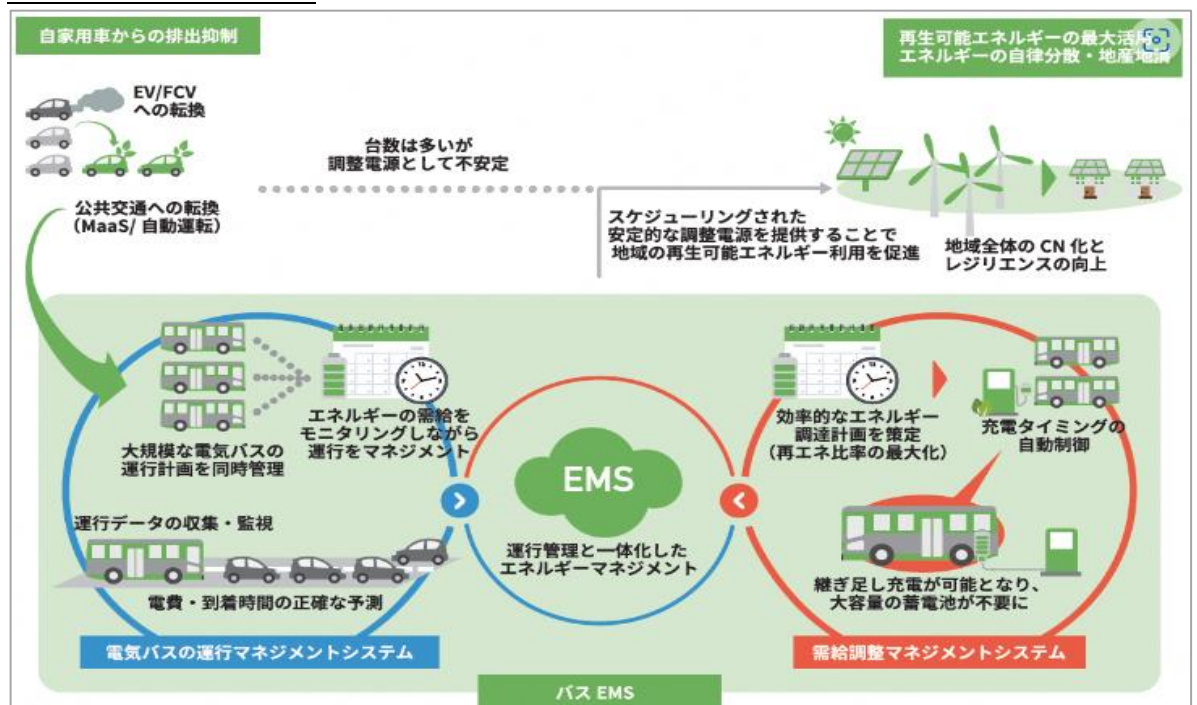 自家用車からの排出抑制
再生可能エネルギーの最大活用
エネルギーの自律分散・地産地消
EV/FCV
への転換
台数は多いが
調整電源として不安定
公共交通への転換
（MaaS/ 自動運転）
スケジューリングされた
安定的な調整電源を提供することで
地域の再生可能エネルギー利用を促進
地域全体の CN 化と
レジリエンスの向上
大規模な電気バスの
運行計画を同時管理
エネルギーの需給を
モニタリングしながら
運行をマネジメント
運行データの収集・監視
電費・到着時間の正確な予測
電気バスの運行マネジメントシステム
EMS
運行管理と一体化した
エネルギーマネジメント
効率的なエネルギー
調達計画を策定
（再エネ比率の最大化）
充電タイミングの
自動制御
継ぎ足し充電が可能となり、
大容量の蓄電池が不要に
需給調整マネジメントシステム
バス EMS